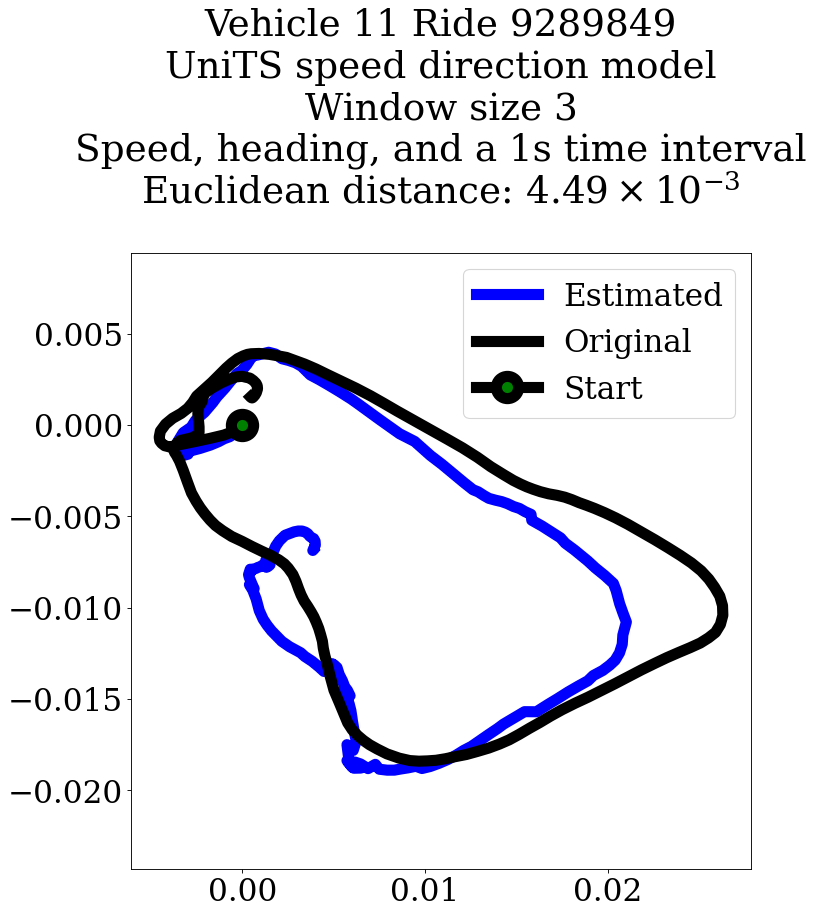 Vehicle 11 Ride 9289849
UniTS speed direction model
Window size 3
Speed, heading, and a 1s time interval
Euclidean distance: 4.49 × 10⁻³
Estimated
Original
Start
0.005
0.000
−0.005
−0.010
−0.015
−0.020
0.00
0.01
0.02